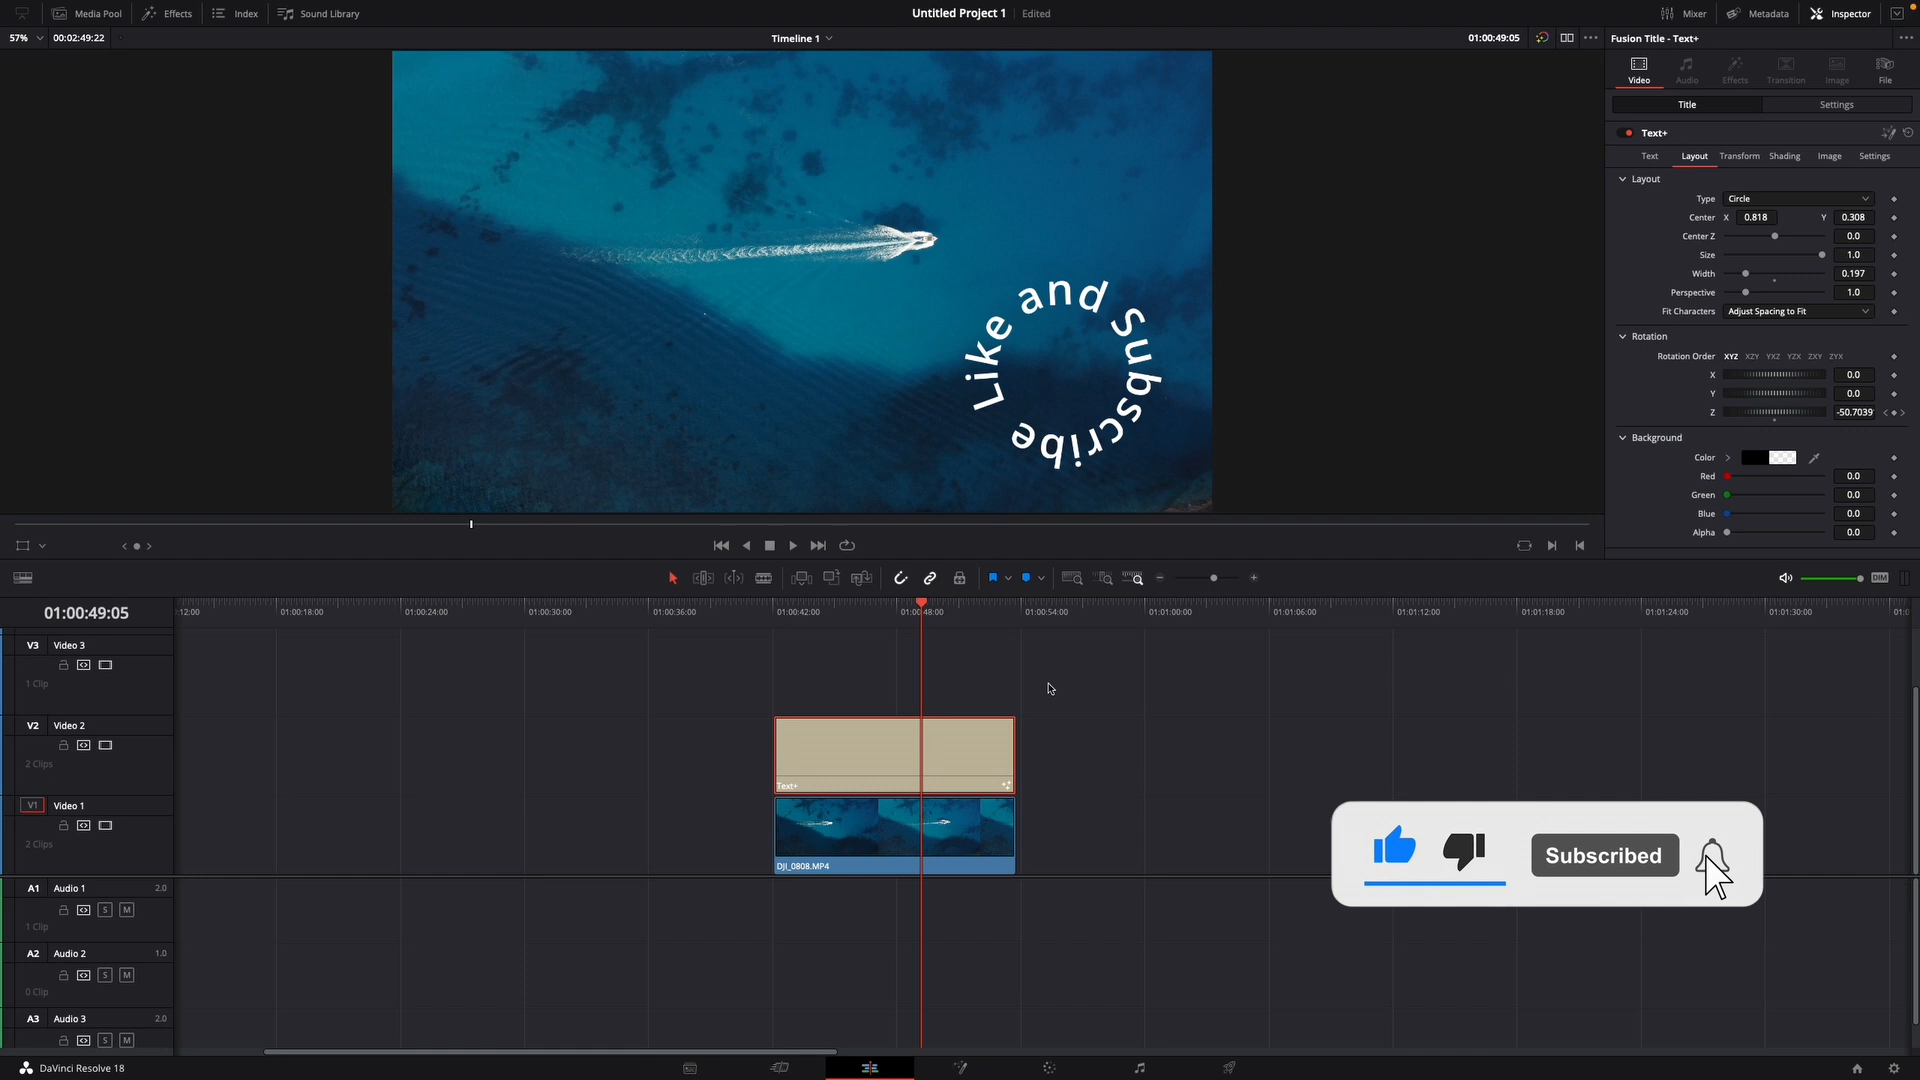 Media Pool Effects Index Sound Library Untitled Project 1 Edited Mixer Metadata Inspector
57% 00:02:49:22 Timeline 1 01:00:49:05 Fusion Title - Text+
Video Audio Effects Transition Image File
Title Settings
Text+
Text Layout Transform Shading Image Settings
Layout
Type Circle
Center X 0.818 Y 0.308
Center Z 0.0
Size 1.0
Width 0.197
Perspective 1.0
Fit Characters Adjust Spacing to Fit
Rotation
Rotation Order XYZ XZY YXZ YZX ZXY ZYX
X 0.0
Y 0.0
Z -50.7039
Background
Color
Red 0.0
Green 0.0
Blue 0.0
Alpha 0.0
Like and Subscribe
DIM
01:00:49:05
:12:00 01:00:18:00 01:00:24:00 01:00:30:00 01:00:36:00 01:00:42:00 01:00:48:00 01:00:54:00 01:01:00:00 01:01:06:00 01:01:12:00 01:01:18:00 01:01:24:00 01:01:30:00
V3 Video 3
1 Clip
V2 Video 2
2 Clips
Text+
V1 Video 1
2 Clips
DJI_0808.MP4
Subscribed
A1 Audio 1 2.0
S M
1 Clip
A2 Audio 2 1.0
S M
0 Clip
A3 Audio 3 2.0
S M
DaVinci Resolve 18